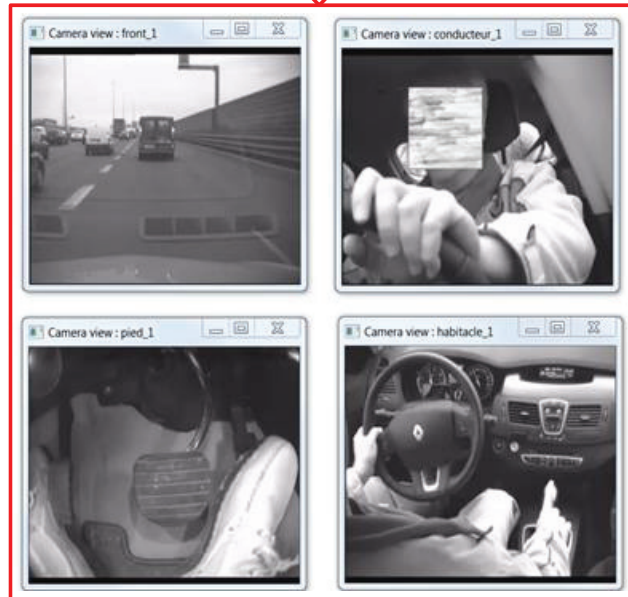 Camera view : front_1
Camera view : conducteur_1
Camera view : pied_1
Camera view : habitacle_1